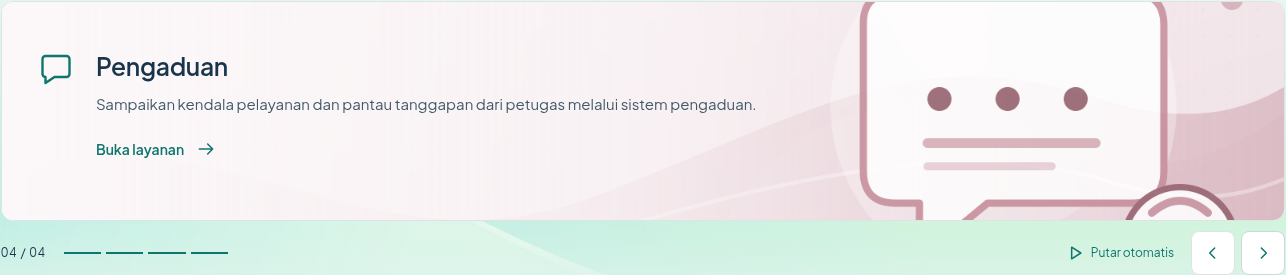 Pengaduan
Sampaikan kendala pelayanan dan pantau tanggapan dari petugas melalui sistem pengaduan.
Buka layanan
04 / 04
Putar otomatis